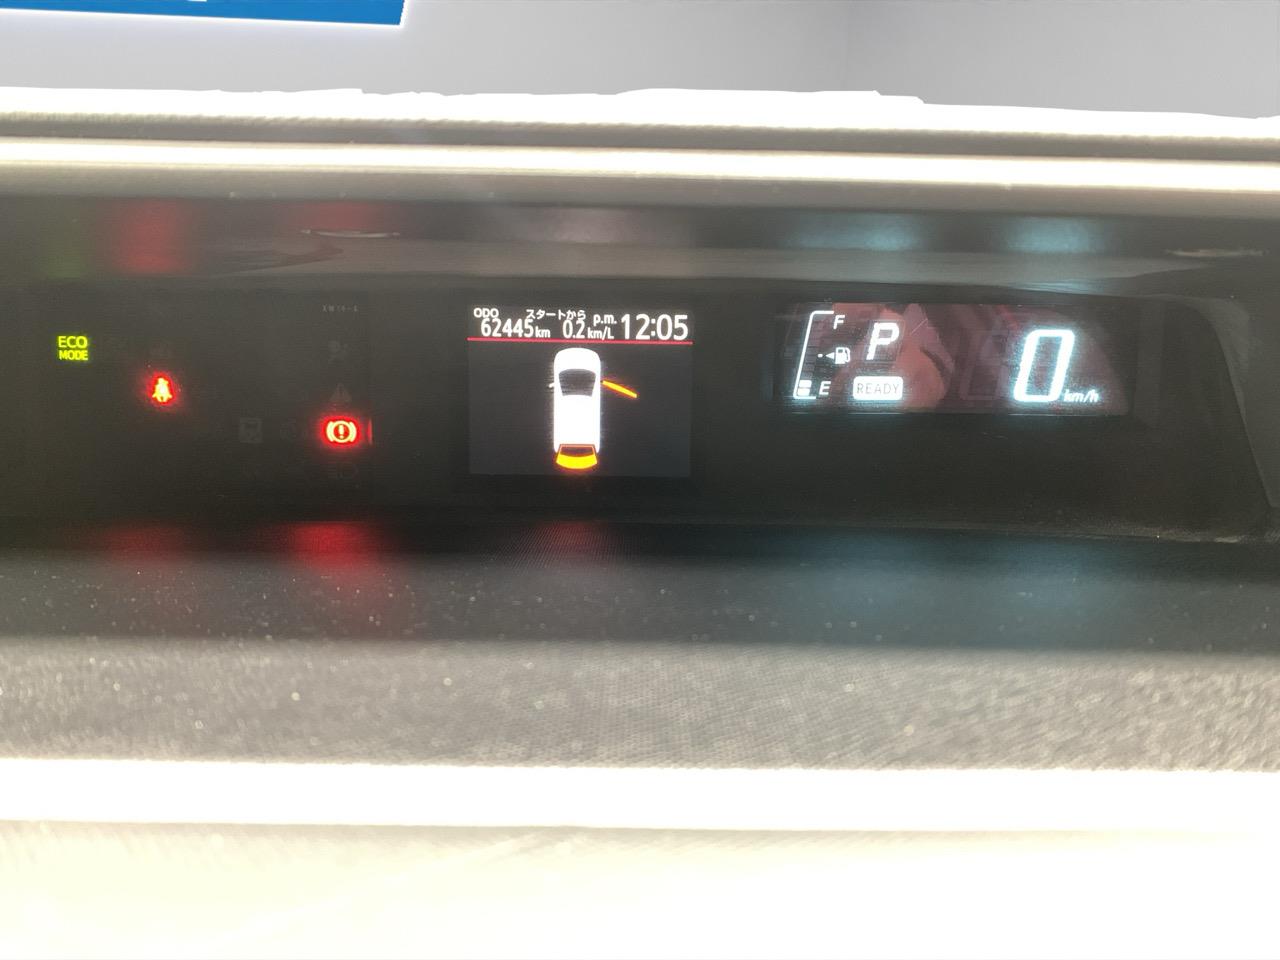 ECO
MODE
ODO スタートから p.m. 12:05
62445km 0.2km/L
F
P
E
READY
0 km/h